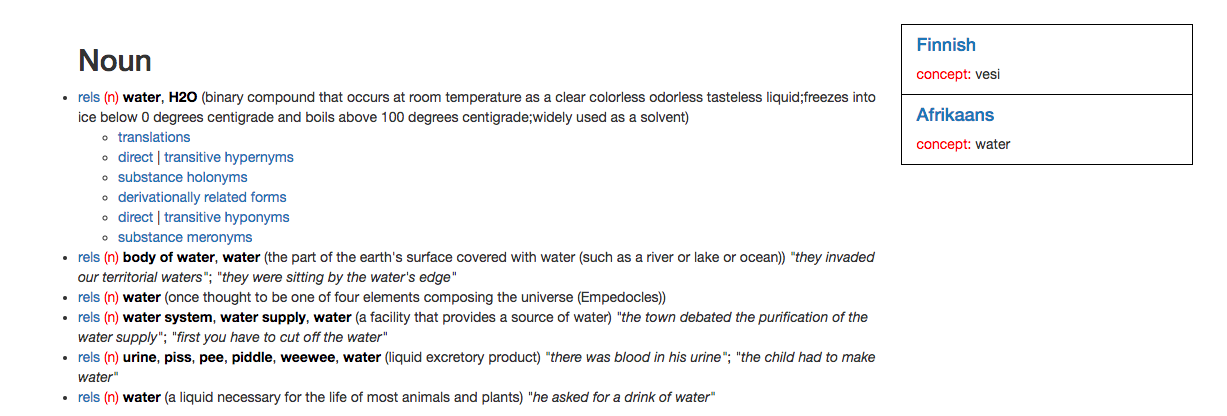 Noun
rels (n) water, H2O (binary compound that occurs at room temperature as a clear colorless odorless tasteless liquid;freezes into
ice below 0 degrees centigrade and boils above 100 degrees centigrade;widely used as a solvent)
translations
direct | transitive hypernyms
substance holonyms
derivationally related forms
direct | transitive hyponyms
substance meronyms
rels (n) body of water, water (the part of the earth's surface covered with water (such as a river or lake or ocean)) "they invaded
our territorial waters"; "they were sitting by the water's edge"
rels (n) water (once thought to be one of four elements composing the universe (Empedocles))
rels (n) water system, water supply, water (a facility that provides a source of water) "the town debated the purification of the
water supply"; "first you have to cut off the water"
rels (n) urine, piss, pee, piddle, weewee, water (liquid excretory product) "there was blood in his urine"; "the child had to make
water"
rels (n) water (a liquid necessary for the life of most animals and plants) "he asked for a drink of water"
Finnish
concept: vesi
Afrikaans
concept: water